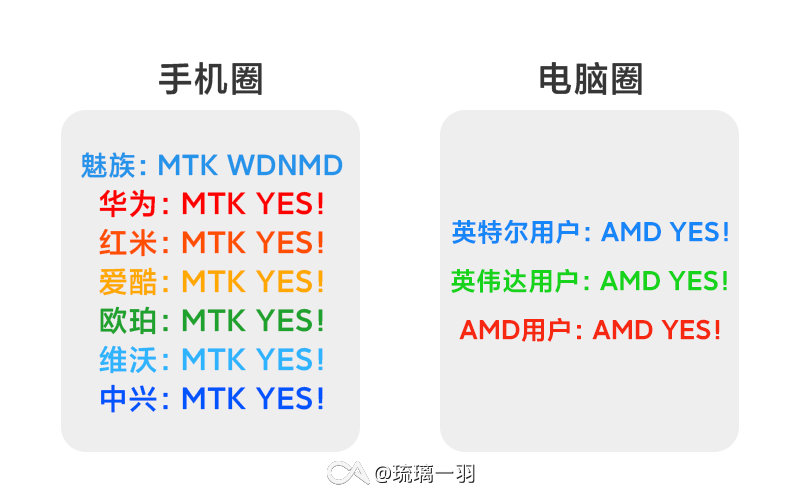 手机圈
魅族：MTK WDNMD
华为：MTK YES!
红米：MTK YES!
爱酷：MTK YES!
欧珀：MTK YES!
维沃：MTK YES!
中兴：MTK YES!
电脑圈
英特尔用户：AMD YES!
英伟达用户：AMD YES!
AMD用户：AMD YES!
@琉璃一羽